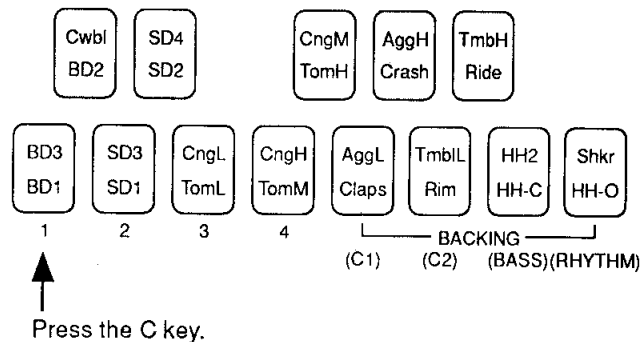 Cwbl SD4 CngM AggH TmbH
BD2 SD2 TomH Crash Ride
BD3 SD3 CngL CngH AggL TmblL HH2 Shkr
BD1 SD1 TomL TomM Claps Rim HH-C HH-O
1 2 3 4 BACKING
(C1) (C2) (BASS) (RHYTHM)
Press the C key.